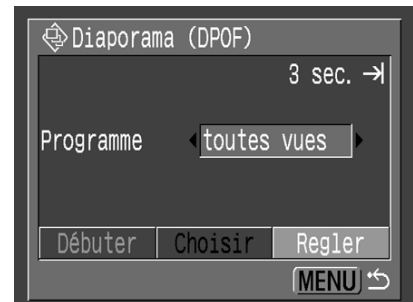 Diaporama (DPOF)
3 sec.
Programme toutes vues
Débuter Choisir Regler
MENU